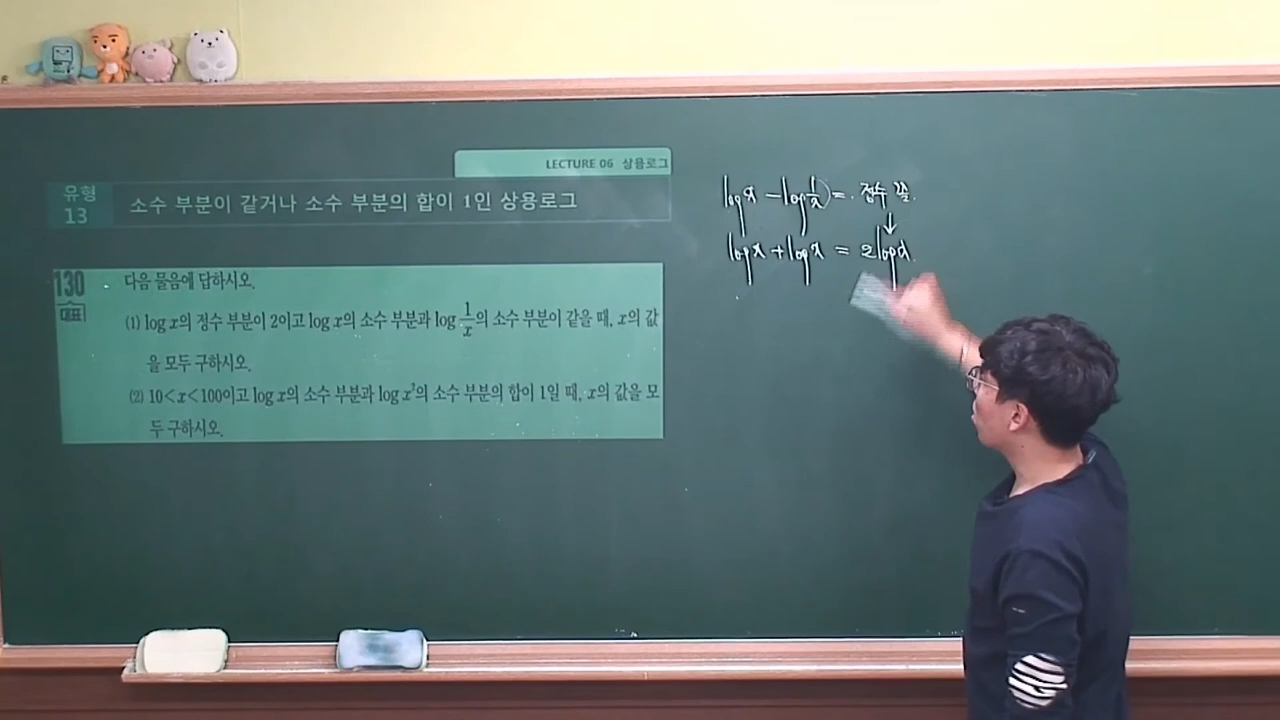 LECTURE 06 상용로그
유형 13
소수 부분이 같거나 소수 부분의 합이 1인 상용로그
130
대표
다음 물음에 답하시오.
(1) log x의 정수 부분이 2이고 log x의 소수 부분과 log 1/x의 소수 부분이 같을 때, x의 값
을 모두 구하시오.
(2) 10<x<100이고 log x의 소수 부분과 log x²의 소수 부분의 합이 1일 때, x의 값을 모
두 구하시오.
log x - log 1/x) = 정수
↓
log x + log x = 2log x